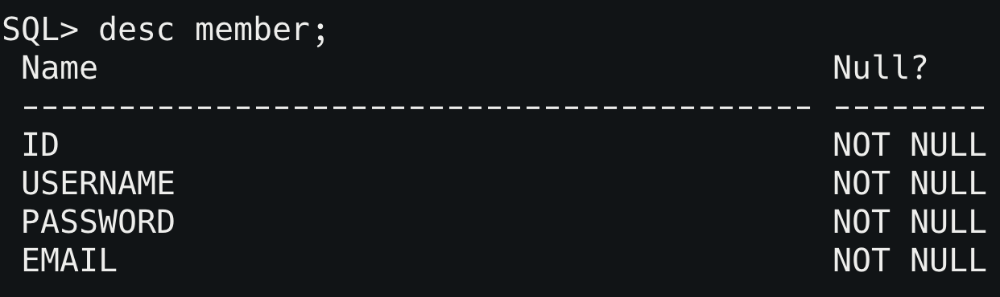 SQL> desc member;
Name Null?
----------------------------------------- --------
ID NOT NULL
USERNAME NOT NULL
PASSWORD NOT NULL
EMAIL NOT NULL